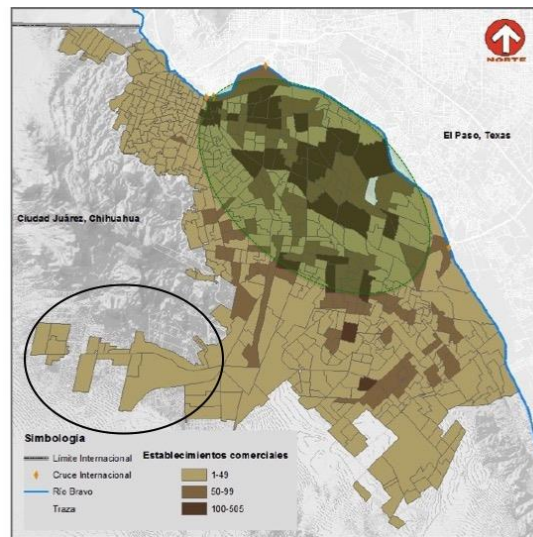 NORTE
El Paso, Texas
Ciudad Juárez, Chihuahua
Simbología
Límite Internacional
Cruce Internacional
Río Bravo
Traza
Establecimientos comerciales
1-49
50-99
100-505